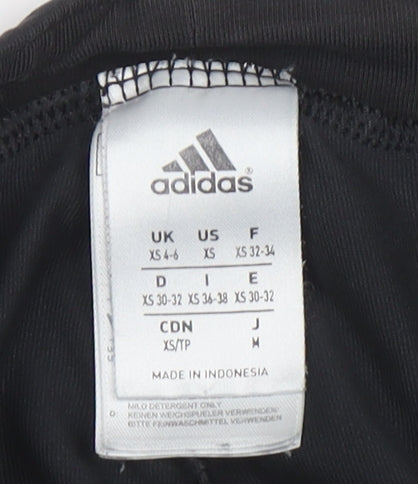 adidas®
UK US F
XS 4-6 XS XS 32-34
D I E
XS 30-32 XS 36-38 XS 30-32
CDN J
XS/TP M
MADE IN INDONESIA
MILD DETERGENT ONLY
KEINEN WEICHSPUELER VERWENDEN
BITTE FEINWASCHMITTEL VERWENDEN